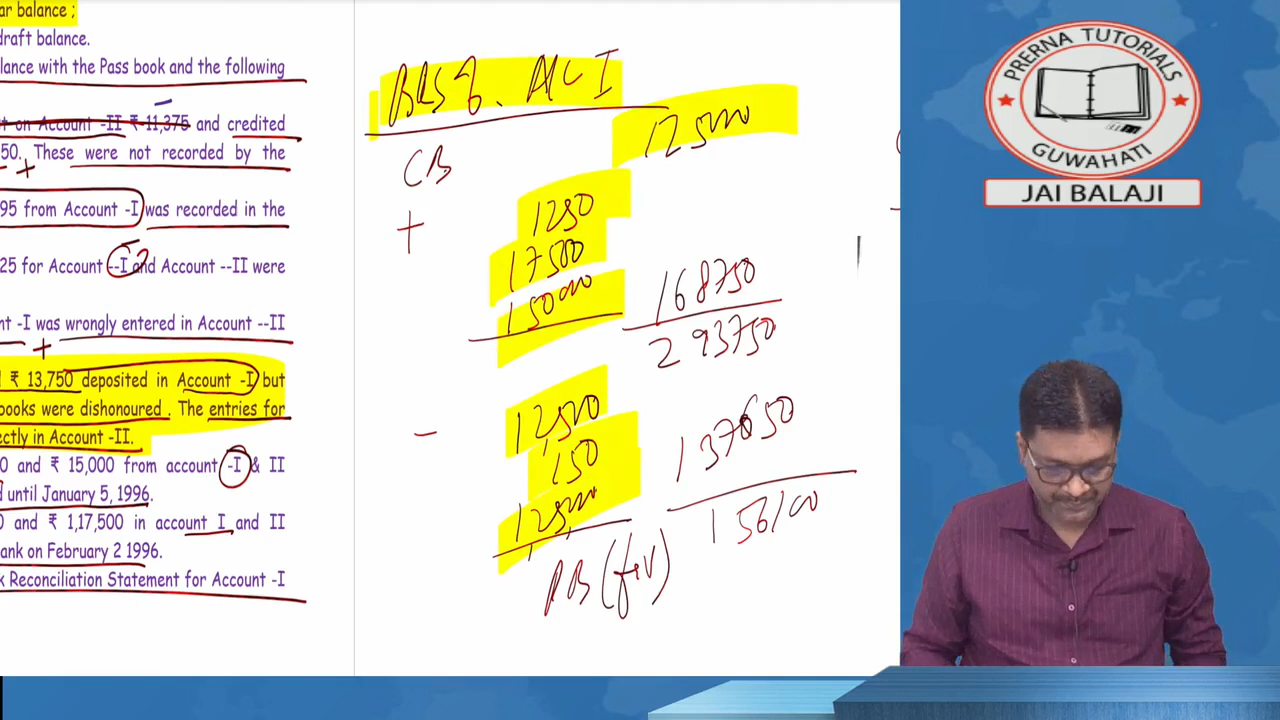 ar balance ;
draft balance.
lance with the Pass book and the following
t on Account -II ₹ 11,375 and credited
50. These were not recorded by the
95 from Account -I was recorded in the
25 for Account --I and Account --II were
nt -I was wrongly entered in Account --II
₹ 13,750 deposited in Account -I but
books were dishonoured . The entries for
ectly in Account -II.
0 and ₹ 15,000 from account -I & II
d until January 5, 1996.
0 and ₹ 1,17,500 in account I and II
ank on February 2 1996.
k Reconciliation Statement for Account -I
BRS of. A/C I
CB 125000
+ 1250
17500
150000 168750
293750
- 12500
150
125000 137650
156100
PB (fav)
PRERNA TUTORIALS
GUWAHATI
JAI BALAJI